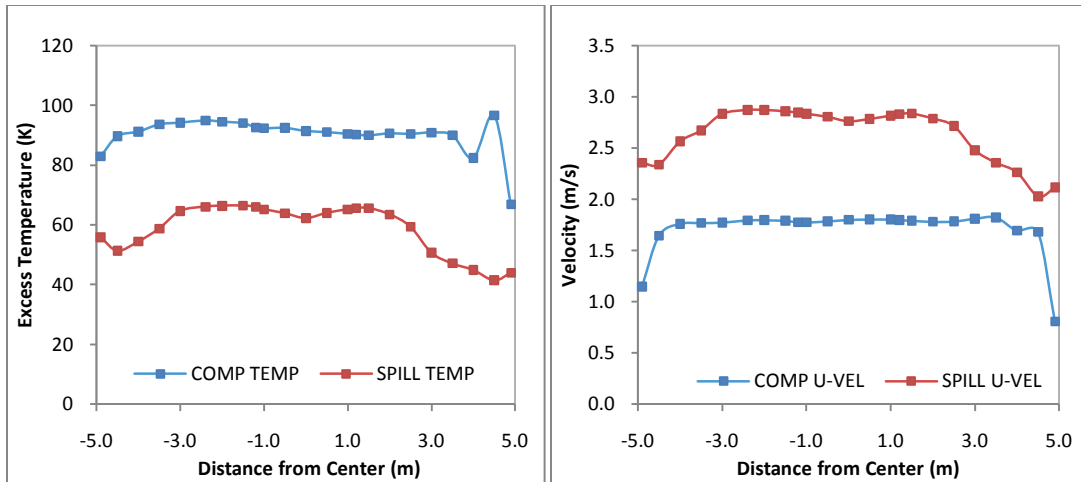 120
100
80
60
40
20
0
Excess Temperature (K)
COMP TEMP
SPILL TEMP
-5.0 -3.0 -1.0 1.0 3.0 5.0
Distance from Center (m)
3.5
3.0
2.5
2.0
1.5
1.0
0.5
0.0
Velocity (m/s)
COMP U-VEL
SPILL U-VEL
-5.0 -3.0 -1.0 1.0 3.0 5.0
Distance from Center (m)